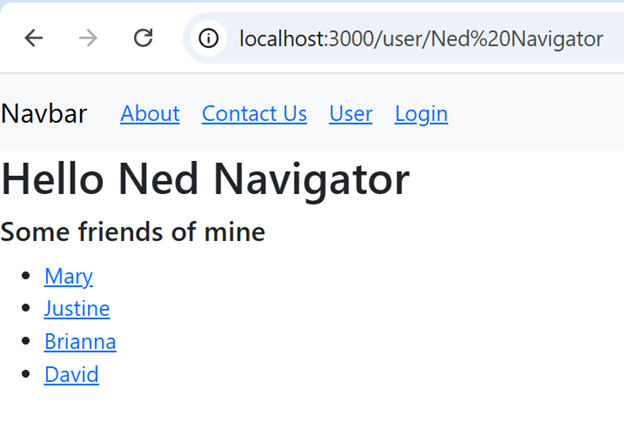 localhost:3000/user/Ned%20Navigator
Navbar About Contact Us User Login
Hello Ned Navigator
Some friends of mine
Mary
Justine
Brianna
David